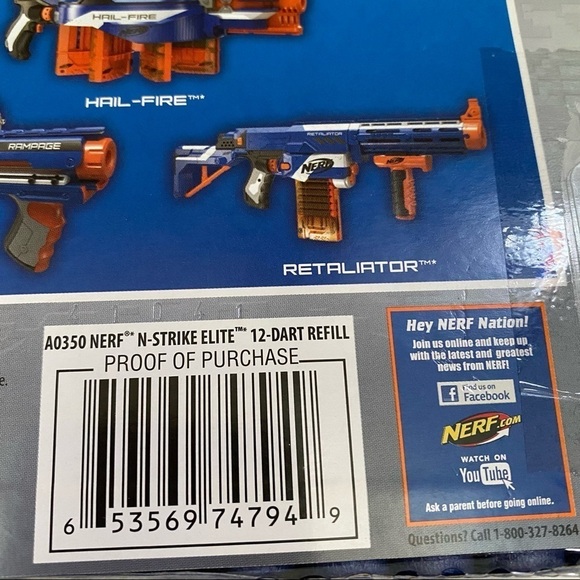 HAIL-FIRE
HAIL-FIRE™*
RAMPAGE
RETALIATOR
NERF
RETALIATOR™*
A0350 NERF®* N-STRIKE ELITE™* 12-DART REFILL
PROOF OF PURCHASE
6 53569 74794 9
e.
Hey NERF Nation!
Join us online and keep up
with the latest and greatest
news from NERF!
f Find us on
Facebook
NERF.COM
WATCH ON
YouTube
Ask a parent before going online.
Questions? Call 1-800-327-8264